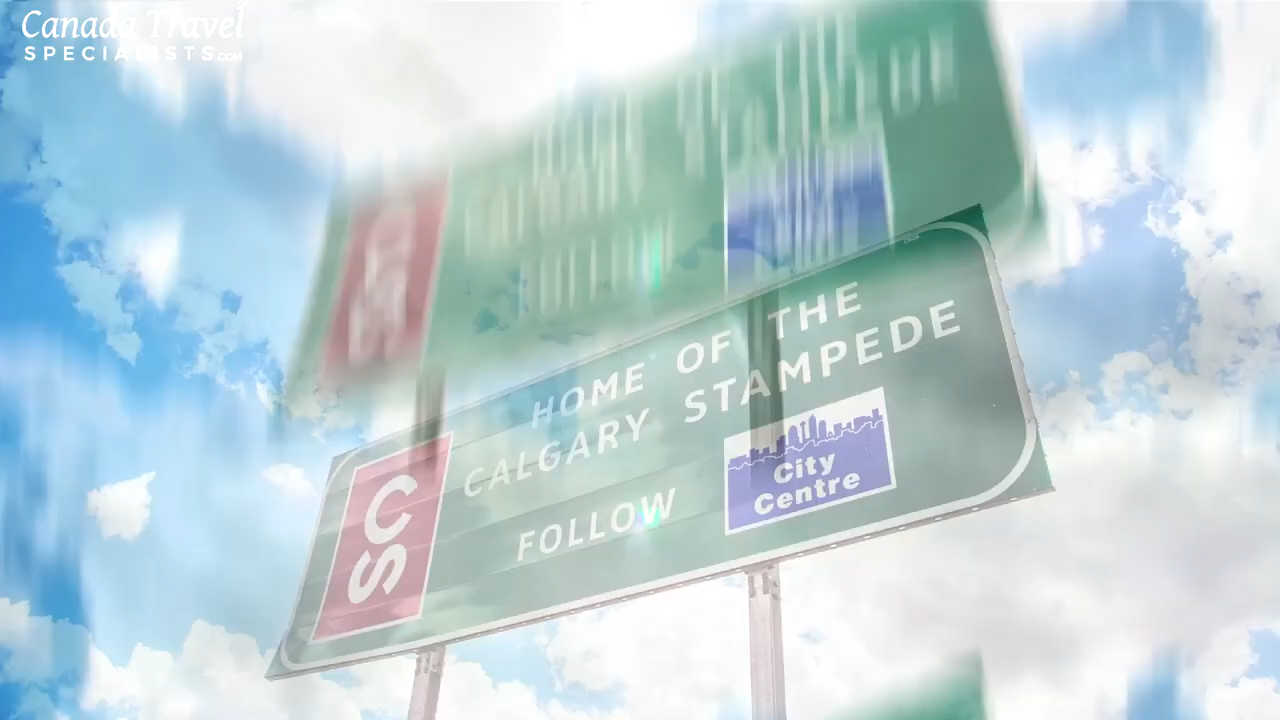 Canada Travel
SPECIALISTS.COM
HOME OF THE
CALGARY STAMPEDE
CS
FOLLOW
City
Centre